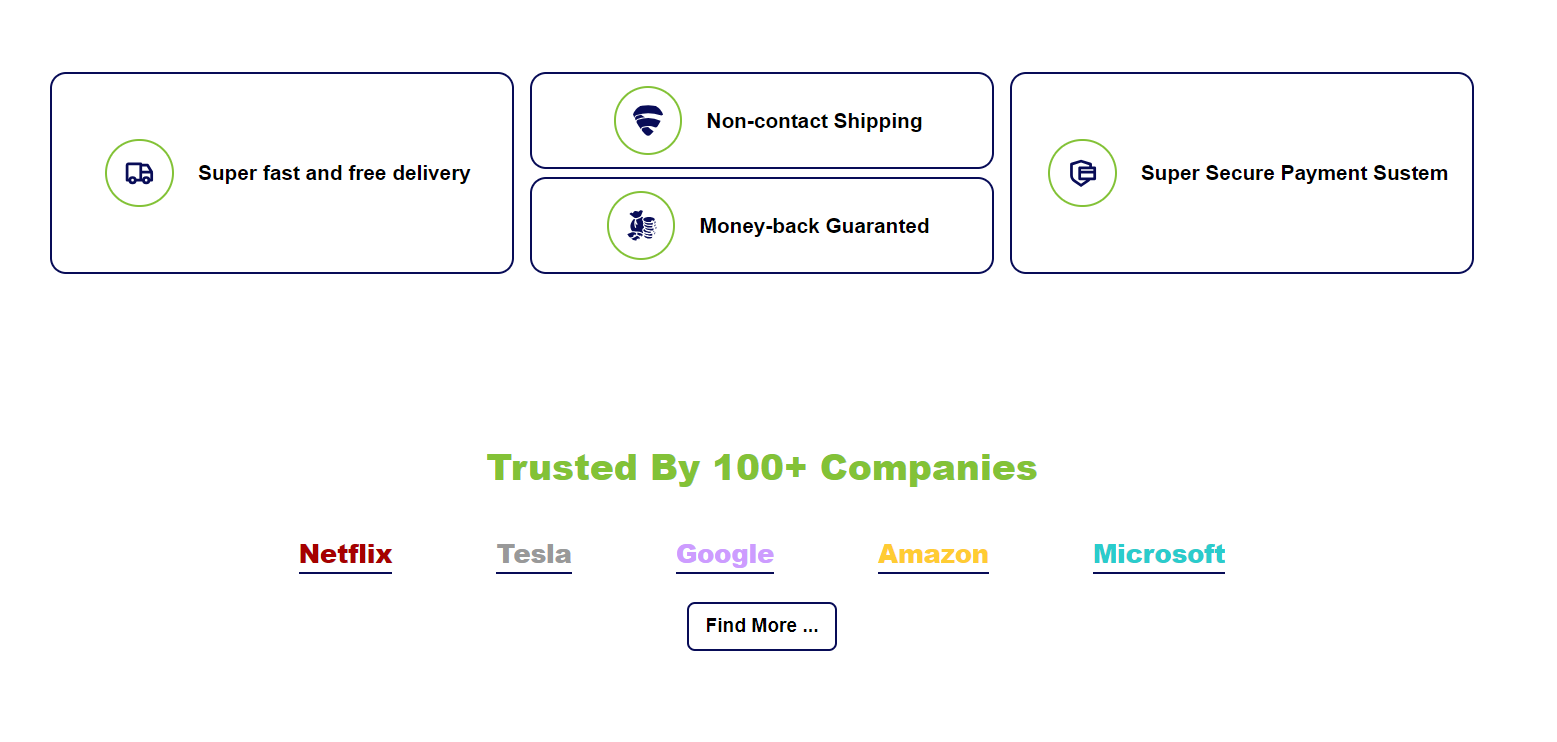 Super fast and free delivery
Non-contact Shipping
Money-back Guaranted
Super Secure Payment Sustem
Trusted By 100+ Companies
Netflix Tesla Google Amazon Microsoft
Find More ...